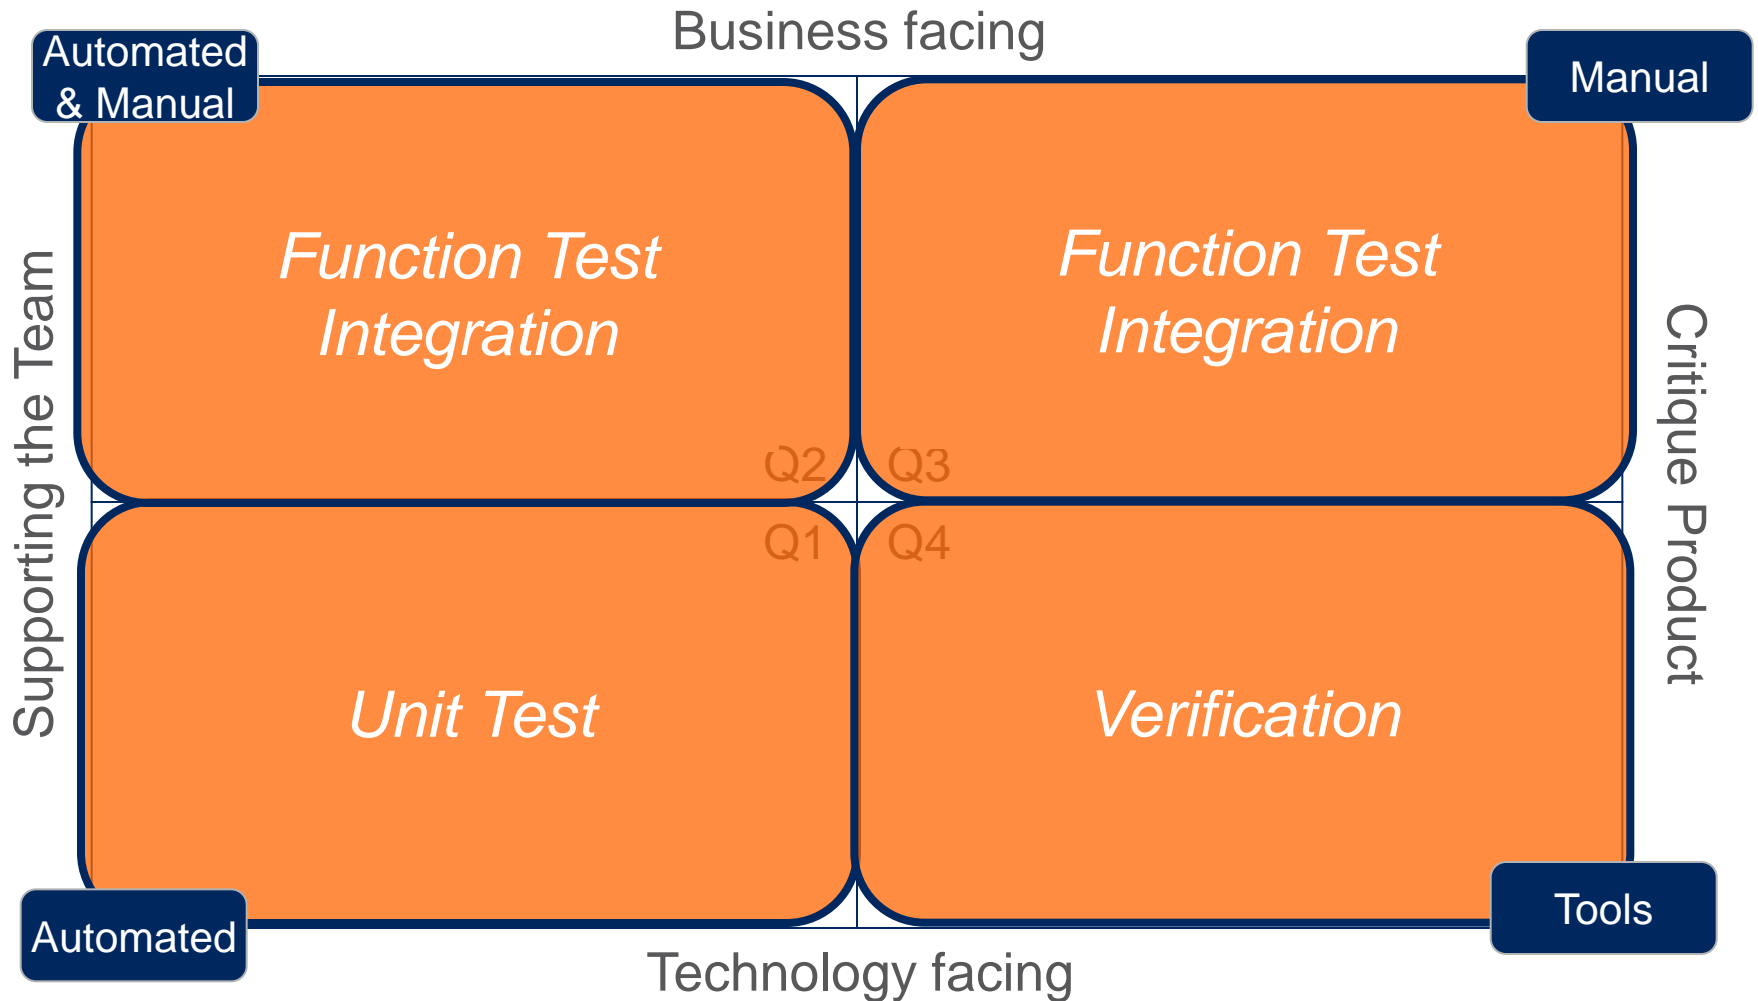 Business facing
Automated
& Manual
Manual
Function Test
Integration
Function Test
Integration
Supporting the Team
Critique Product
Q2
Q3
Q1
Q4
Unit Test
Verification
Automated
Tools
Technology facing